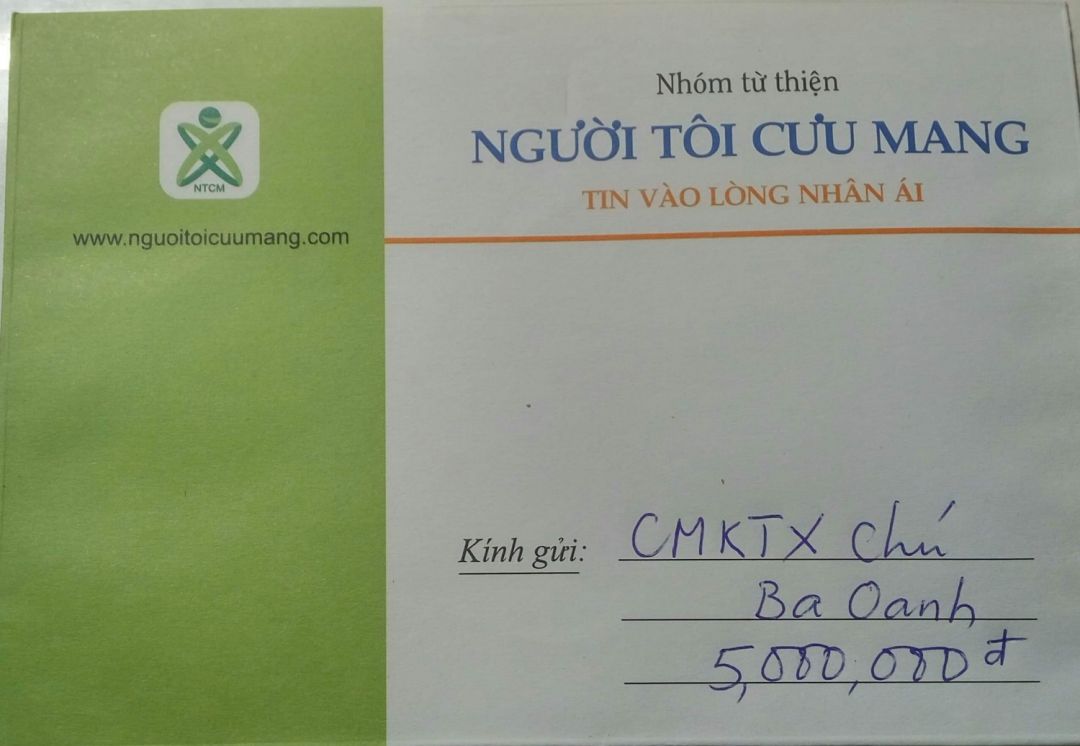 NTCM
www.nguoitoicuumang.com
Nhóm từ thiện
NGƯỜI TÔI CƯU MANG
TIN VÀO LÒNG NHÂN ÁI
Kính gửi: CMKTX chú
Ba Oanh
5,000,000đ